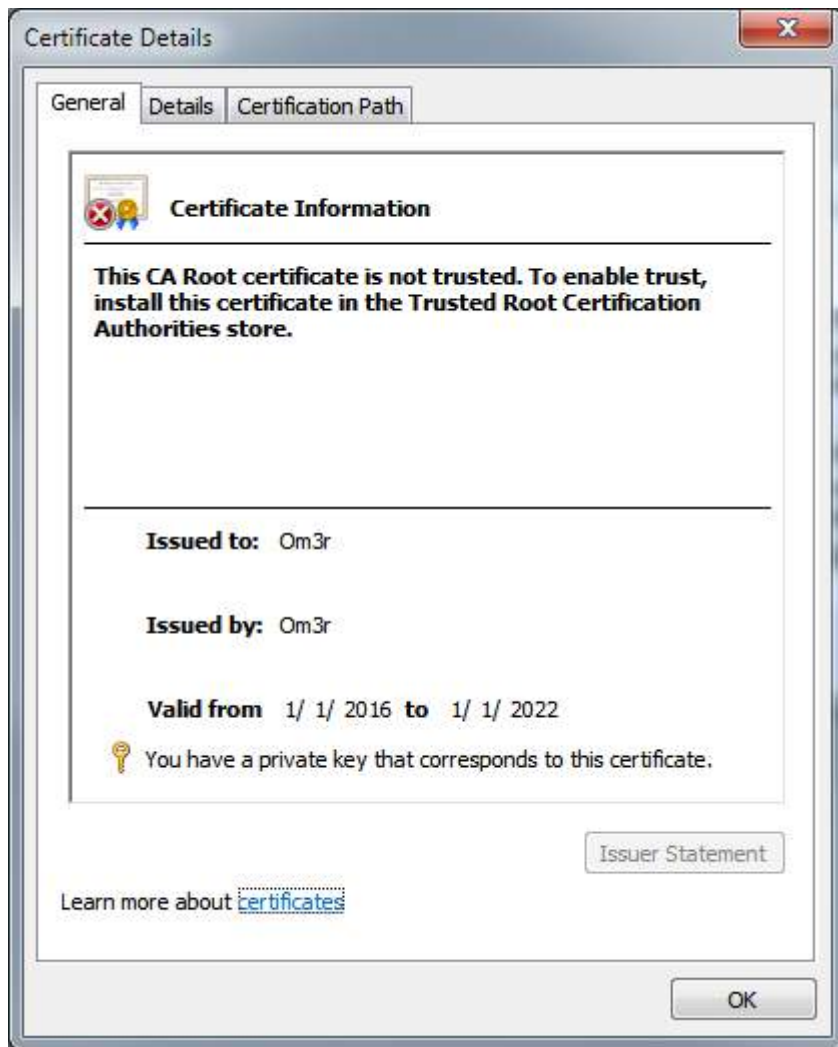 Certificate Details
General Details Certification Path
Certificate Information
This CA Root certificate is not trusted. To enable trust,
install this certificate in the Trusted Root Certification
Authorities store.
Issued to: Om3r
Issued by: Om3r
Valid from 1/ 1/ 2016 to 1/ 1/ 2022
You have a private key that corresponds to this certificate.
Issuer Statement
Learn more about certificates
OK